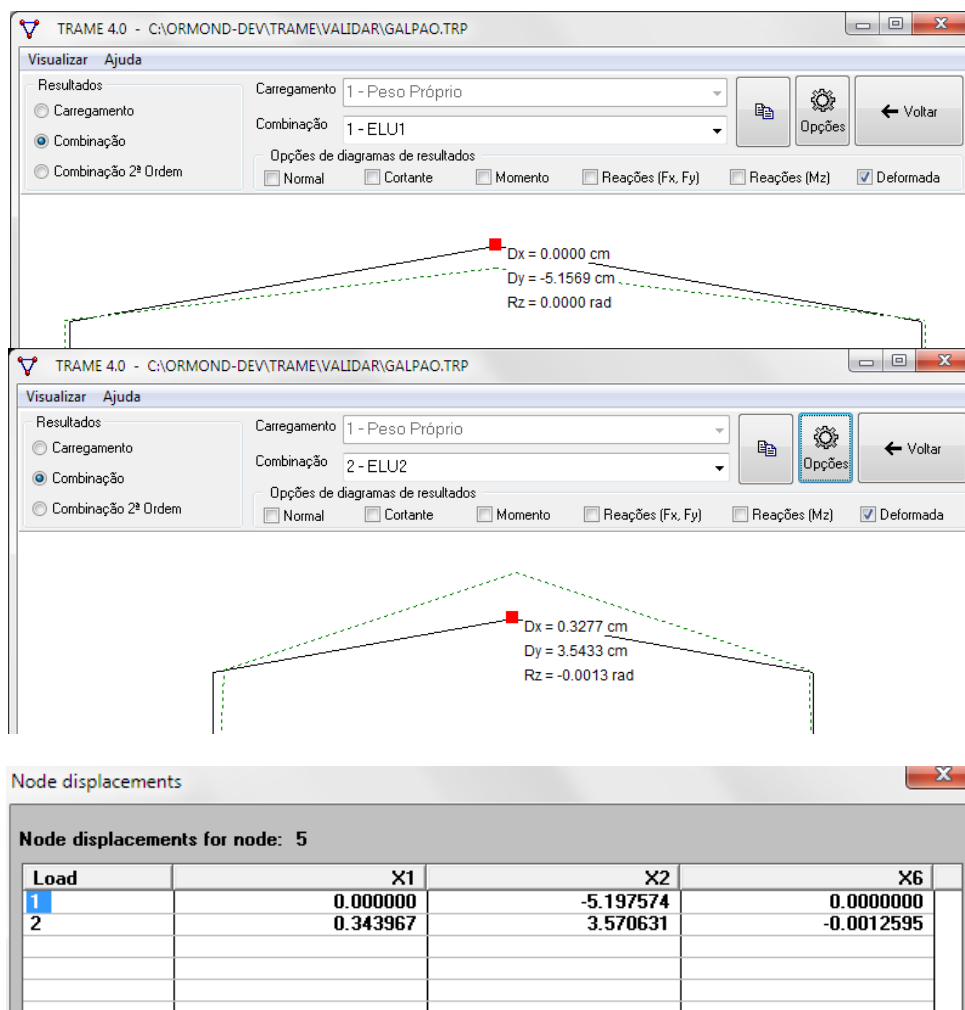 TRAME 4.0 - C:\ORMOND-DEV\TRAME\VALIDAR\GALPAO.TRP
Visualizar Ajuda
Resultados
Carregamento
Combinação
Combinação 2ª Ordem
Carregamento 1 - Peso Próprio
Combinação 1 - ELU1
Opções
Voltar
Opções de diagramas de resultados
Normal Cortante Momento Reações (Fx, Fy) Reações (Mz) Deformada
Dx = 0.0000 cm
Dy = -5.1569 cm
Rz = 0.0000 rad
TRAME 4.0 - C:\ORMOND-DEV\TRAME\VALIDAR\GALPAO.TRP
Visualizar Ajuda
Resultados
Carregamento
Combinação
Combinação 2ª Ordem
Carregamento 1 - Peso Próprio
Combinação 2 - ELU2
Opções
Voltar
Opções de diagramas de resultados
Normal Cortante Momento Reações (Fx, Fy) Reações (Mz) Deformada
Dx = 0.3277 cm
Dy = 3.5433 cm
Rz = -0.0013 rad
Node displacements
Node displacements for node: 5
Load X1 X2 X6
1 0.000000 -5.197574 0.0000000
2 0.343967 3.570631 -0.0012595